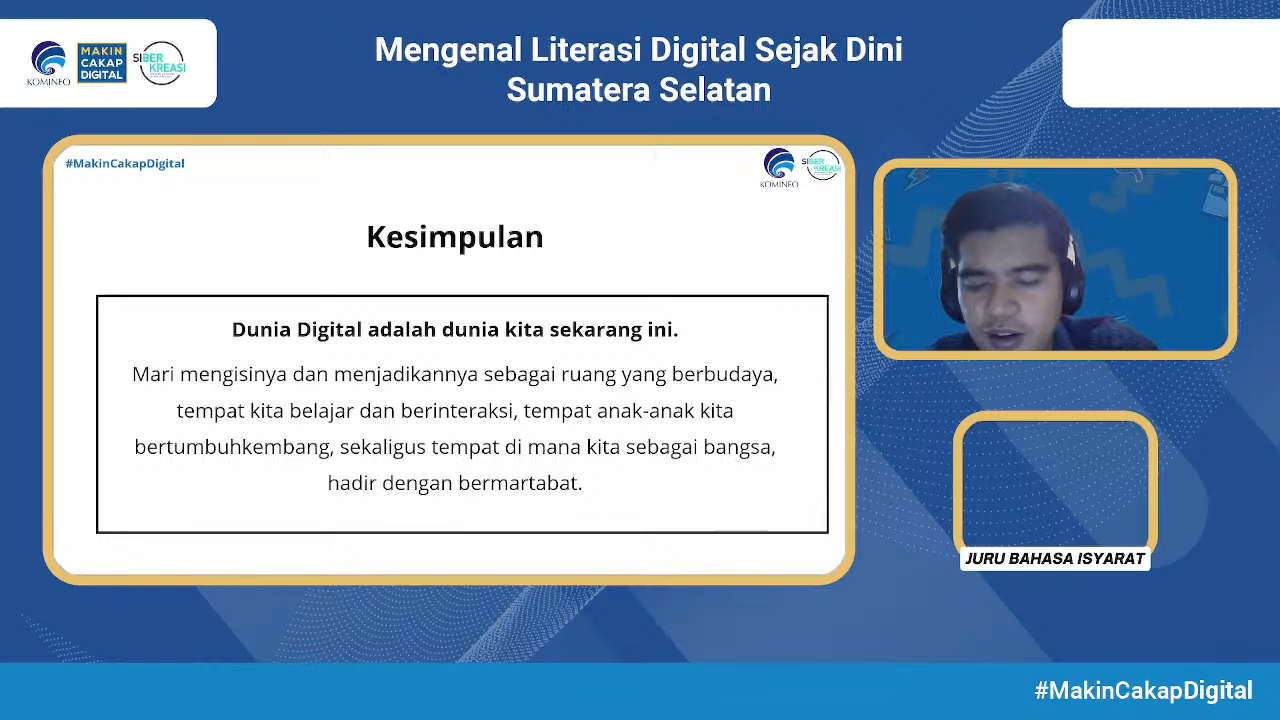 KOMINFO
MAKIN
CAKAP
DIGITAL
SIBER
KREASI
Mengenal Literasi Digital Sejak Dini
Sumatera Selatan
#MakinCakapDigital
KOMINFO
SIBER
KREASI
Kesimpulan
Dunia Digital adalah dunia kita sekarang ini.
Mari mengisinya dan menjadikannya sebagai ruang yang berbudaya,
tempat kita belajar dan berinteraksi, tempat anak-anak kita
bertumbuhkembang, sekaligus tempat di mana kita sebagai bangsa,
hadir dengan bermartabat.
JURU BAHASA ISYARAT
#MakinCakapDigital